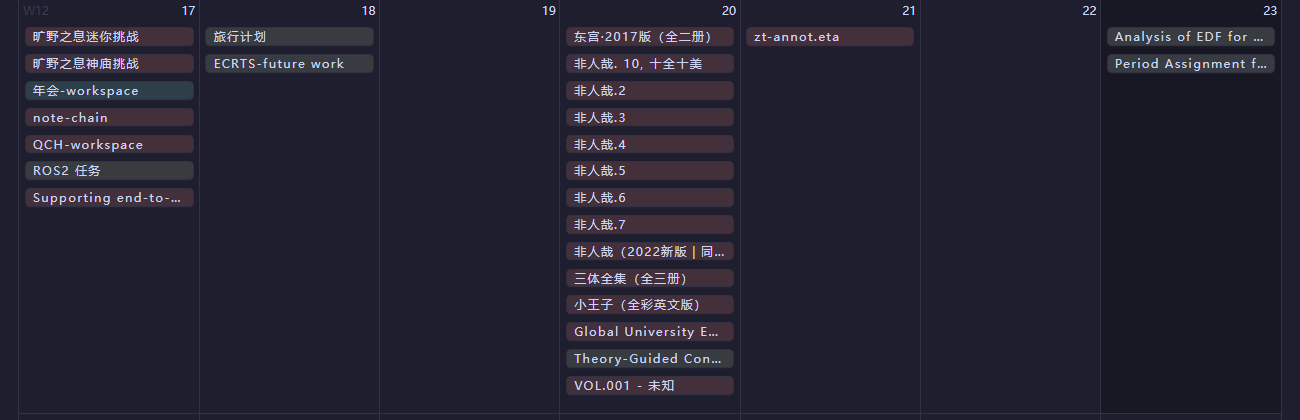 W12
17
旷野之息迷你挑战
旷野之息神庙挑战
年会-workspace
note-chain
QCH-workspace
ROS2 任务
Supporting end-to-...
18
旅行计划
ECRTS-future work
19
20
东宫·2017版（全二册）
非人哉. 10, 十全十美
非人哉.2
非人哉.3
非人哉.4
非人哉.5
非人哉.6
非人哉.7
非人哉（2022新版 | 同...
三体全集（全三册）
小王子（全彩英文版）
Global University E...
Theory-Guided Con...
VOL.001 - 未知
21
zt-annot.eta
22
23
Analysis of EDF for ...
Period Assignment f...